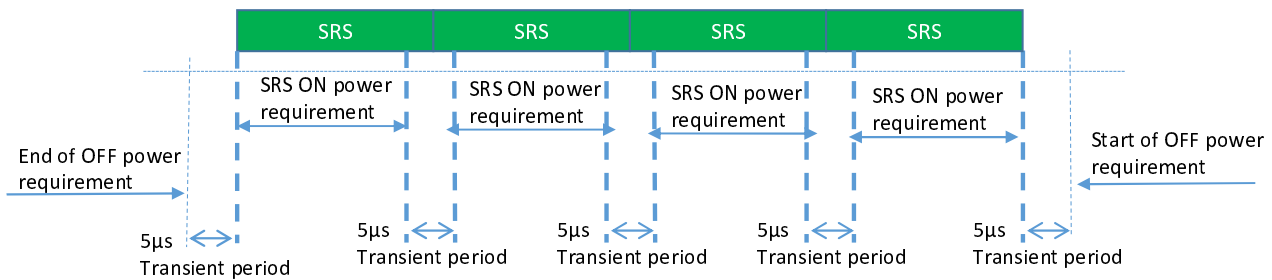 SRS SRS SRS SRS
SRS ON power
requirement
SRS ON power
requirement
SRS ON power
requirement
SRS ON power
requirement
End of OFF power
requirement
Start of OFF power
requirement
5µs
Transient period
5µs
Transient period
5µs
Transient period
5µs
Transient period
5µs
Transient period